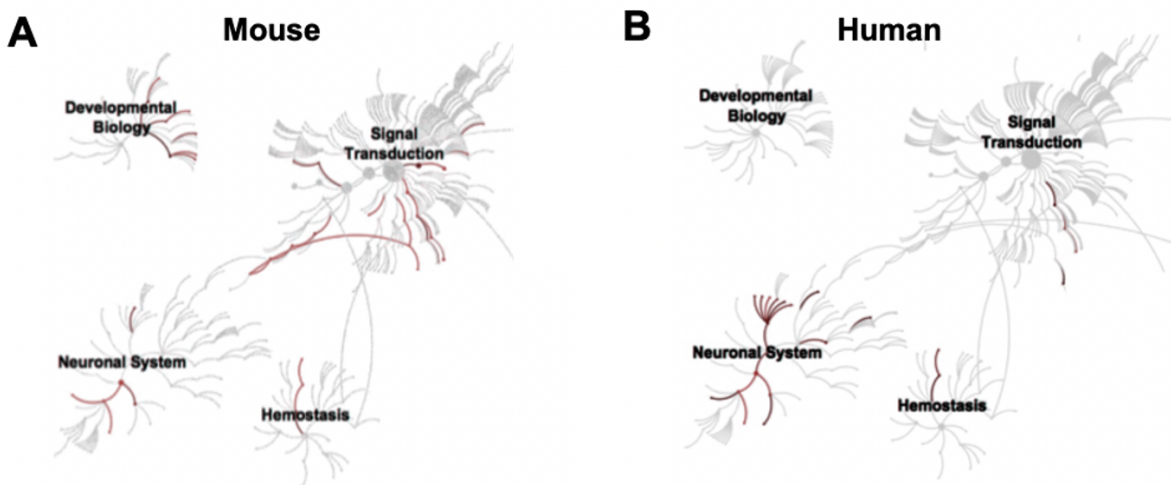 A
Mouse
Developmental
Biology
Signal
Transduction
Neuronal System
Hemostasis
B
Human
Developmental
Biology
Signal
Transduction
Neuronal System
Hemostasis